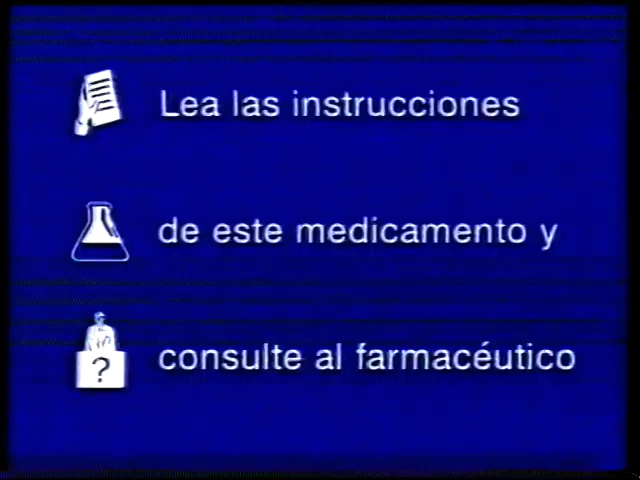 Lea las instrucciones
de este medicamento y
consulte al farmacéutico
?